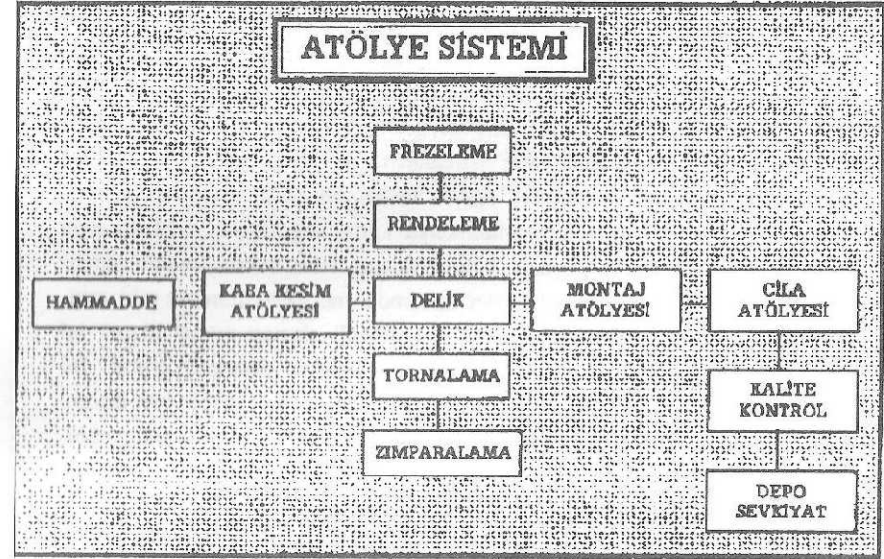 ATÖLYE SİSTEMİ
FREZELEME
RENDELEME
HAMMADDE
KABA KESİM
ATÖLYESİ
DELİK
MONTAJ
ATÖLYESİ
CİLA
ATÖLYESİ
TORNALAMA
KALİTE
KONTROL
ZIMPARALAMA
DEPO
SEVKİYAT